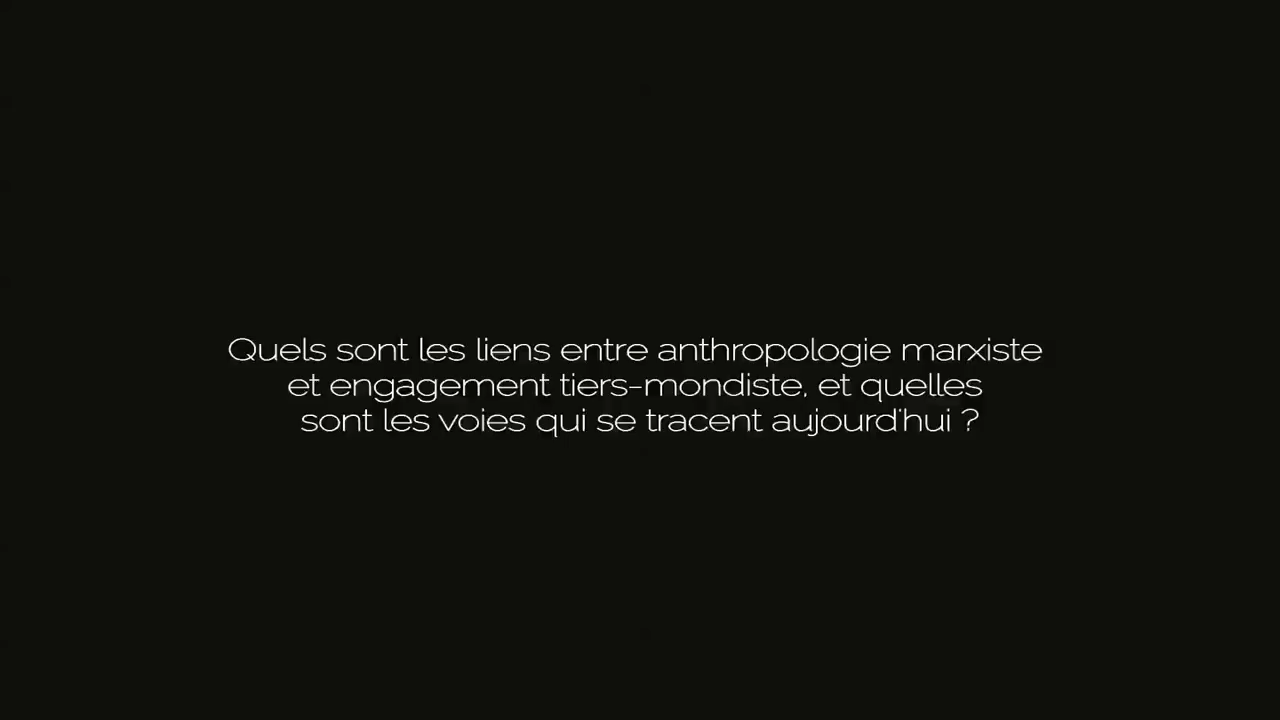 Quels sont les liens entre anthropologie marxiste
et engagement tiers-mondiste, et quelles
sont les voies qui se tracent aujourd'hui ?